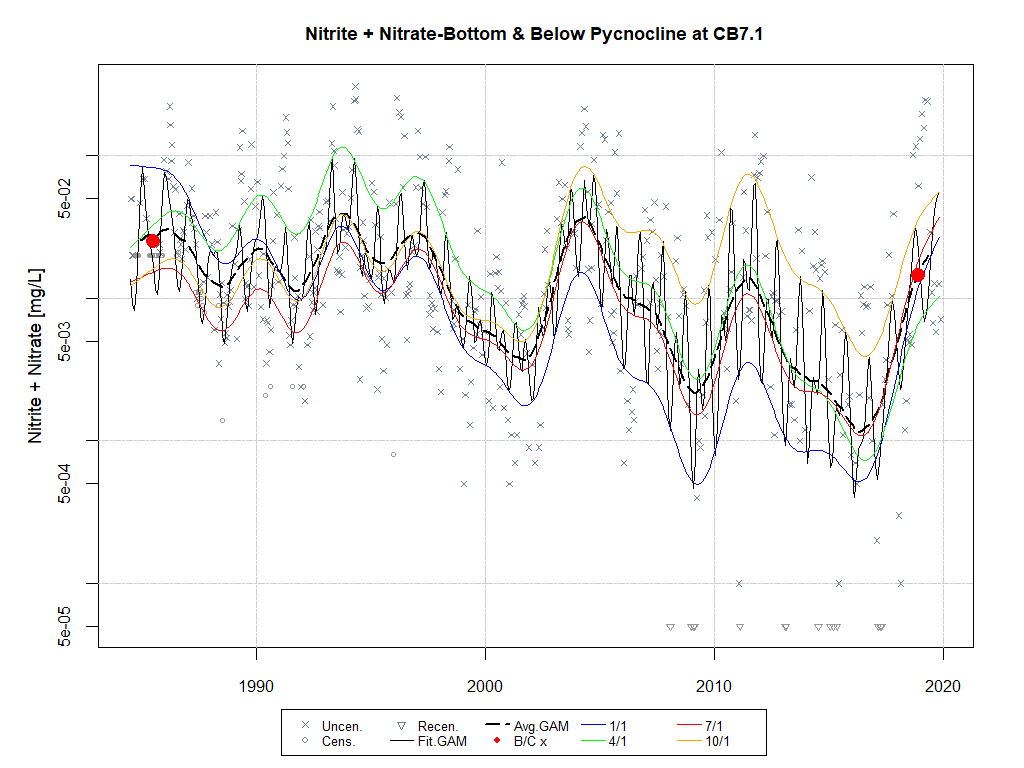 Nitrite + Nitrate-Bottom & Below Pycnocline at CB7.1
Nitrite + Nitrate [mg/L]
5e-02
5e-03
5e-04
5e-05
1990 2000 2010 2020
Uncen. Recen. Avg.GAM 1/1 7/1
Cens. Fit.GAM B/C x 4/1 10/1